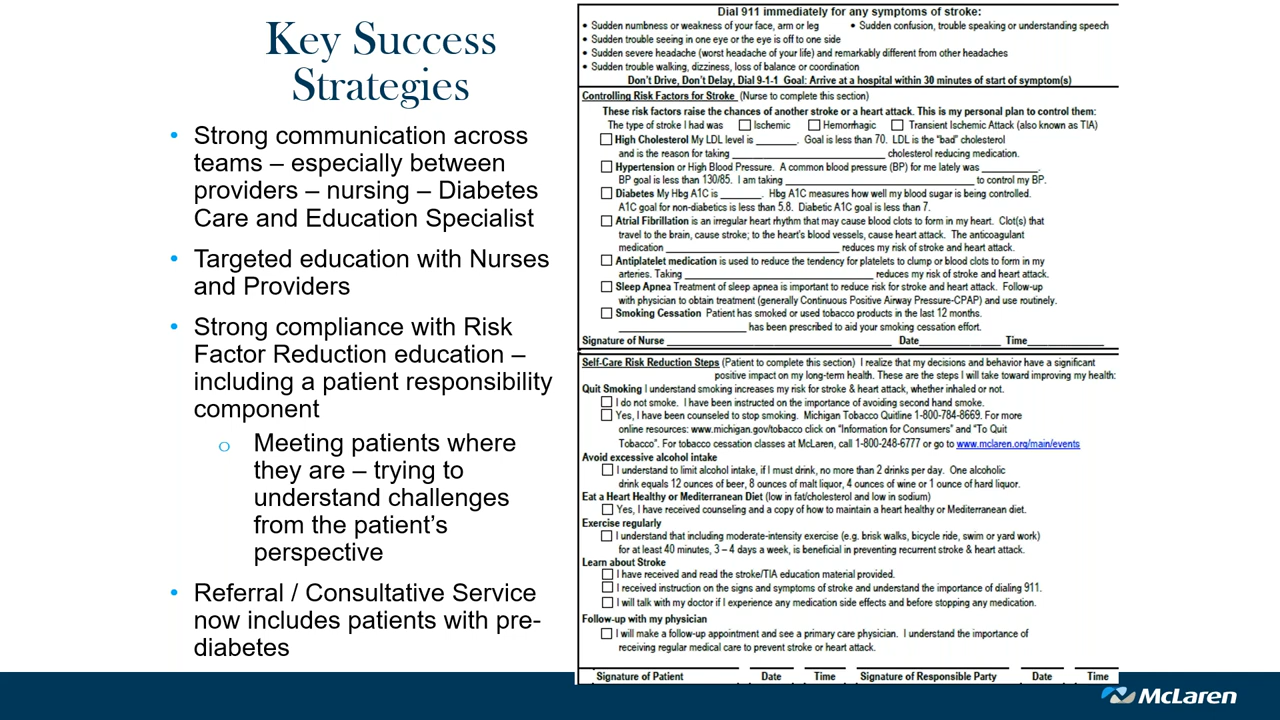 Key Success
Strategies
• Strong communication across
teams – especially between
providers – nursing – Diabetes
Care and Education Specialist
• Targeted education with Nurses
and Providers
• Strong compliance with Risk
Factor Reduction education –
including a patient responsibility
component
o Meeting patients where
they are – trying to
understand challenges
from the patient's
perspective
• Referral / Consultative Service
now includes patients with pre-
diabetes
Dial 911 immediately for any symptoms of stroke:
• Sudden numbness or weakness of your face, arm or leg • Sudden confusion, trouble speaking or understanding speech
• Sudden trouble seeing in one eye or the eye is off to one side
• Sudden severe headache (worst headache of your life) and remarkably different from other headaches
• Sudden trouble walking, dizziness, loss of balance or coordination
Don't Drive, Don't Delay, Dial 9-1-1 Goal: Arrive at a hospital within 30 minutes of start of symptom(s)
Controlling Risk Factors for Stroke (Nurse to complete this section)
These risk factors raise the chances of another stroke or a heart attack. This is my personal plan to control them:
The type of stroke I had was ☐ Ischemic ☐ Hemorrhagic ☐ Transient Ischemic Attack (also known as TIA)
☐ High Cholesterol My LDL level is ________. Goal is less than 70. LDL is the "bad" cholesterol
and is the reason for taking ______________________________ cholesterol reducing medication.
☐ Hypertension or High Blood Pressure. A common blood pressure (BP) for me lately was ___________.
BP goal is less than 130/85. I am taking _____________________________________ to control my BP.
☐ Diabetes My Hbg A1C is ________. Hbg A1C measures how well my blood sugar is being controlled.
A1C goal for non-diabetics is less than 5.8. Diabetic A1C goal is less than 7.
☐ Atrial Fibrillation is an irregular heart rhythm that may cause blood clots to form in my heart. Clot(s) that
travel to the brain, cause stroke; to the heart's blood vessels, cause heart attack. The anticoagulant
medication __________________________________ reduces my risk of stroke and heart attack.
☐ Antiplatelet medication is used to reduce the tendency for platelets to clump or blood clots to form in my
arteries. Taking _____________________________________ reduces my risk of stroke and heart attack.
☐ Sleep Apnea Treatment of sleep apnea is important to reduce risk for stroke and heart attack. Follow-up
with physician to obtain treatment (generally Continuous Positive Airway Pressure-CPAP) and use routinely.
☐ Smoking Cessation Patient has smoked or used tobacco products in the last 12 months.
_________________________ has been prescribed to aid your smoking cessation effort.
Signature of Nurse ____________________________________________ Date________________ Time_______________
Self-Care Risk Reduction Steps (Patient to complete this section) I realize that my decisions and behavior have a significant
positive impact on my long-term health. These are the steps I will take toward improving my health:
Quit Smoking I understand smoking increases my risk for stroke & heart attack, whether inhaled or not.
☐ I do not smoke. I have been instructed on the importance of avoiding second hand smoke.
☐ Yes, I have been counseled to stop smoking. Michigan Tobacco Quitline 1-800-784-8669. For more
online resources: www.michigan.gov/tobacco click on "Information for Consumers" and "To Quit
Tobacco". For tobacco cessation classes at McLaren, call 1-800-248-6777 or go to www.mclaren.org/main/events
Avoid excessive alcohol intake
☐ I understand to limit alcohol intake, if I must drink, no more than 2 drinks per day. One alcoholic
drink equals 12 ounces of beer, 8 ounces of malt liquor, 4 ounces of wine or 1 ounce of hard liquor.
Eat a Heart Healthy or Mediterranean Diet (low in fat/cholesterol and low in sodium)
☐ Yes, I have received counseling and a copy of how to maintain a heart healthy or Mediterranean diet.
Exercise regularly
☐ I understand that including moderate-intensity exercise (e.g. brisk walks, bicycle ride, swim or yard work)
for at least 40 minutes, 3 – 4 days a week, is beneficial in preventing recurrent stroke & heart attack.
Learn about Stroke
☐ I have received and read the stroke/TIA education material provided.
☐ I received instruction on the signs and symptoms of stroke and understand the importance of dialing 911.
☐ I will talk with my doctor if I experience any medication side effects and before stopping any medication.
Follow-up with my physician
☐ I will make a follow-up appointment and see a primary care physician. I understand the importance of
receiving regular medical care to prevent stroke or heart attack.
Signature of Patient Date Time Signature of Responsible Party Date Time
McLaren